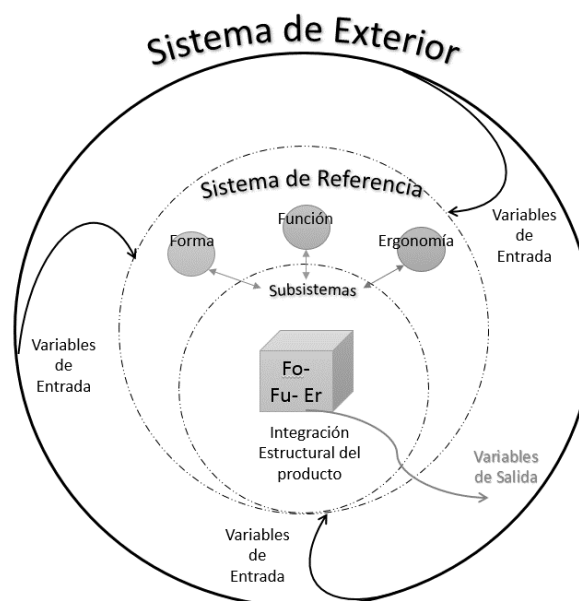 Sistema de Exterior
Sistema de Referencia
Función
Forma
Ergonomía
Variables
de
Entrada
Subsistemas
Variables
de
Entrada
Fo-
Fu- Er
Integración
Estructural del
producto
Variables
de Salida
Variables
de
Entrada